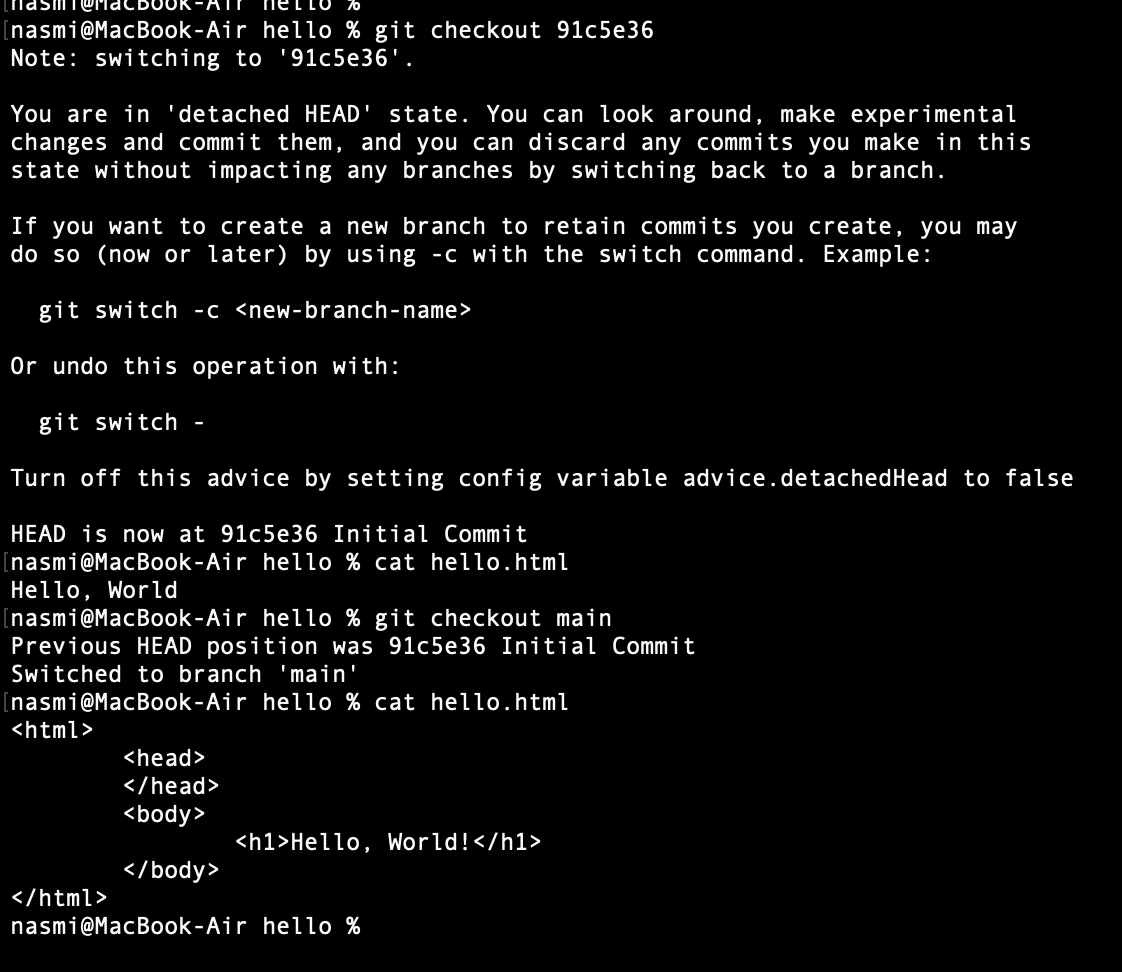 nasmi@MacBook-Air hello %
[nasmi@MacBook-Air hello % git checkout 91c5e36
Note: switching to '91c5e36'.

You are in 'detached HEAD' state. You can look around, make experimental
changes and commit them, and you can discard any commits you make in this
state without impacting any branches by switching back to a branch.

If you want to create a new branch to retain commits you create, you may
do so (now or later) by using -c with the switch command. Example:

  git switch -c <new-branch-name>

Or undo this operation with:

  git switch -

Turn off this advice by setting config variable advice.detachedHead to false

HEAD is now at 91c5e36 Initial Commit
[nasmi@MacBook-Air hello % cat hello.html
Hello, World
[nasmi@MacBook-Air hello % git checkout main
Previous HEAD position was 91c5e36 Initial Commit
Switched to branch 'main'
[nasmi@MacBook-Air hello % cat hello.html
<html>
        <head>
        </head>
        <body>
                <h1>Hello, World!</h1>
        </body>
</html>
nasmi@MacBook-Air hello %